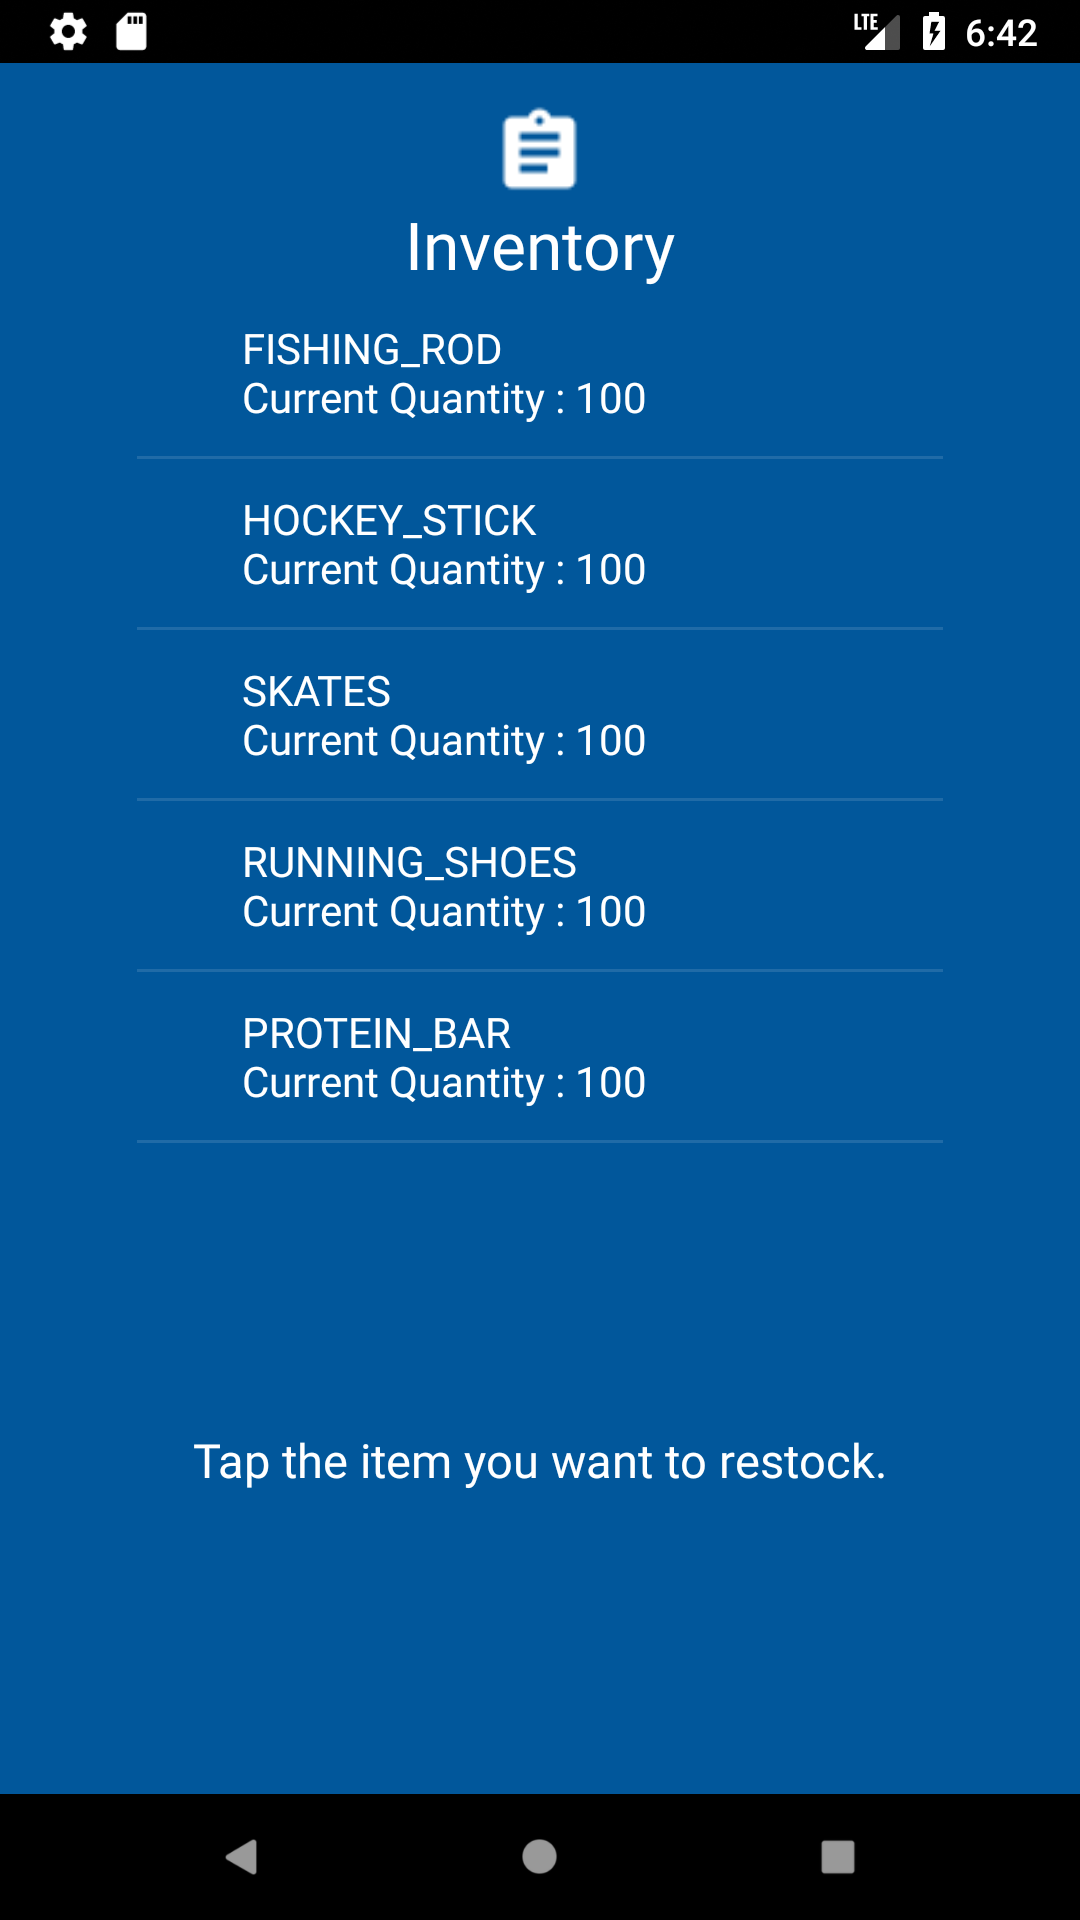 LTE 6:42
Inventory
FISHING_ROD
Current Quantity : 100
HOCKEY_STICK
Current Quantity : 100
SKATES
Current Quantity : 100
RUNNING_SHOES
Current Quantity : 100
PROTEIN_BAR
Current Quantity : 100
Tap the item you want to restock.